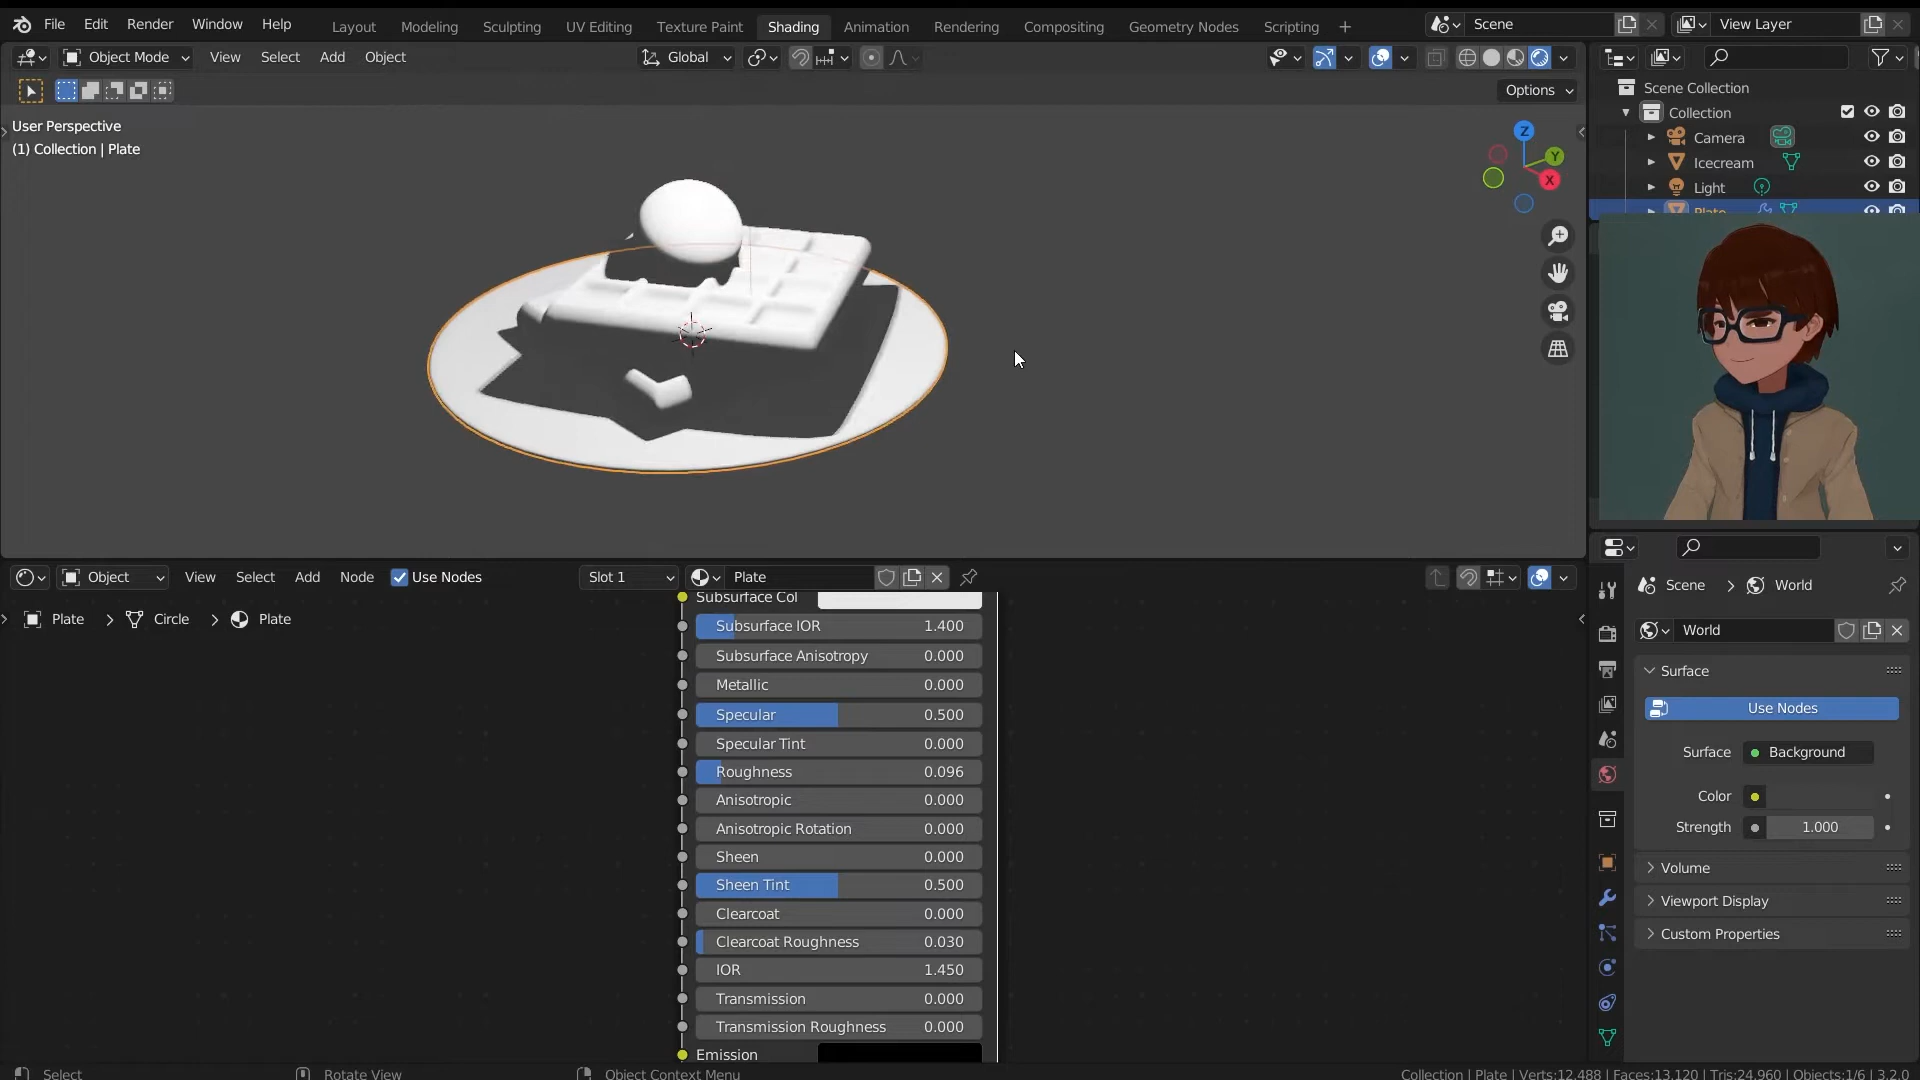 File Edit Render Window Help Layout Modeling Sculpting UV Editing Texture Paint Shading Animation Rendering Compositing Geometry Nodes Scripting + Scene View Layer
Object Mode View Select Add Object Global
Options
User Perspective
(1) Collection | Plate
Z
Y
X
Scene Collection
Collection
Camera
Icecream
Light
Plate
Object View Select Add Node Use Nodes Slot 1 Plate
Plate > Circle > Plate
Subsurface Col
Subsurface IOR 1.400
Subsurface Anisotropy 0.000
Metallic 0.000
Specular 0.500
Specular Tint 0.000
Roughness 0.096
Anisotropic 0.000
Anisotropic Rotation 0.000
Sheen 0.000
Sheen Tint 0.500
Clearcoat 0.000
Clearcoat Roughness 0.030
IOR 1.450
Transmission 0.000
Transmission Roughness 0.000
Emission
Scene > World
World
Surface
Use Nodes
Surface Background
Color
Strength 1.000
Volume
Viewport Display
Custom Properties
Select Rotate View Object Context Menu Collection | Plate | Verts:12,488 | Faces:13,120 | Tris:24,960 | Objects:1/6 | 3.2.0